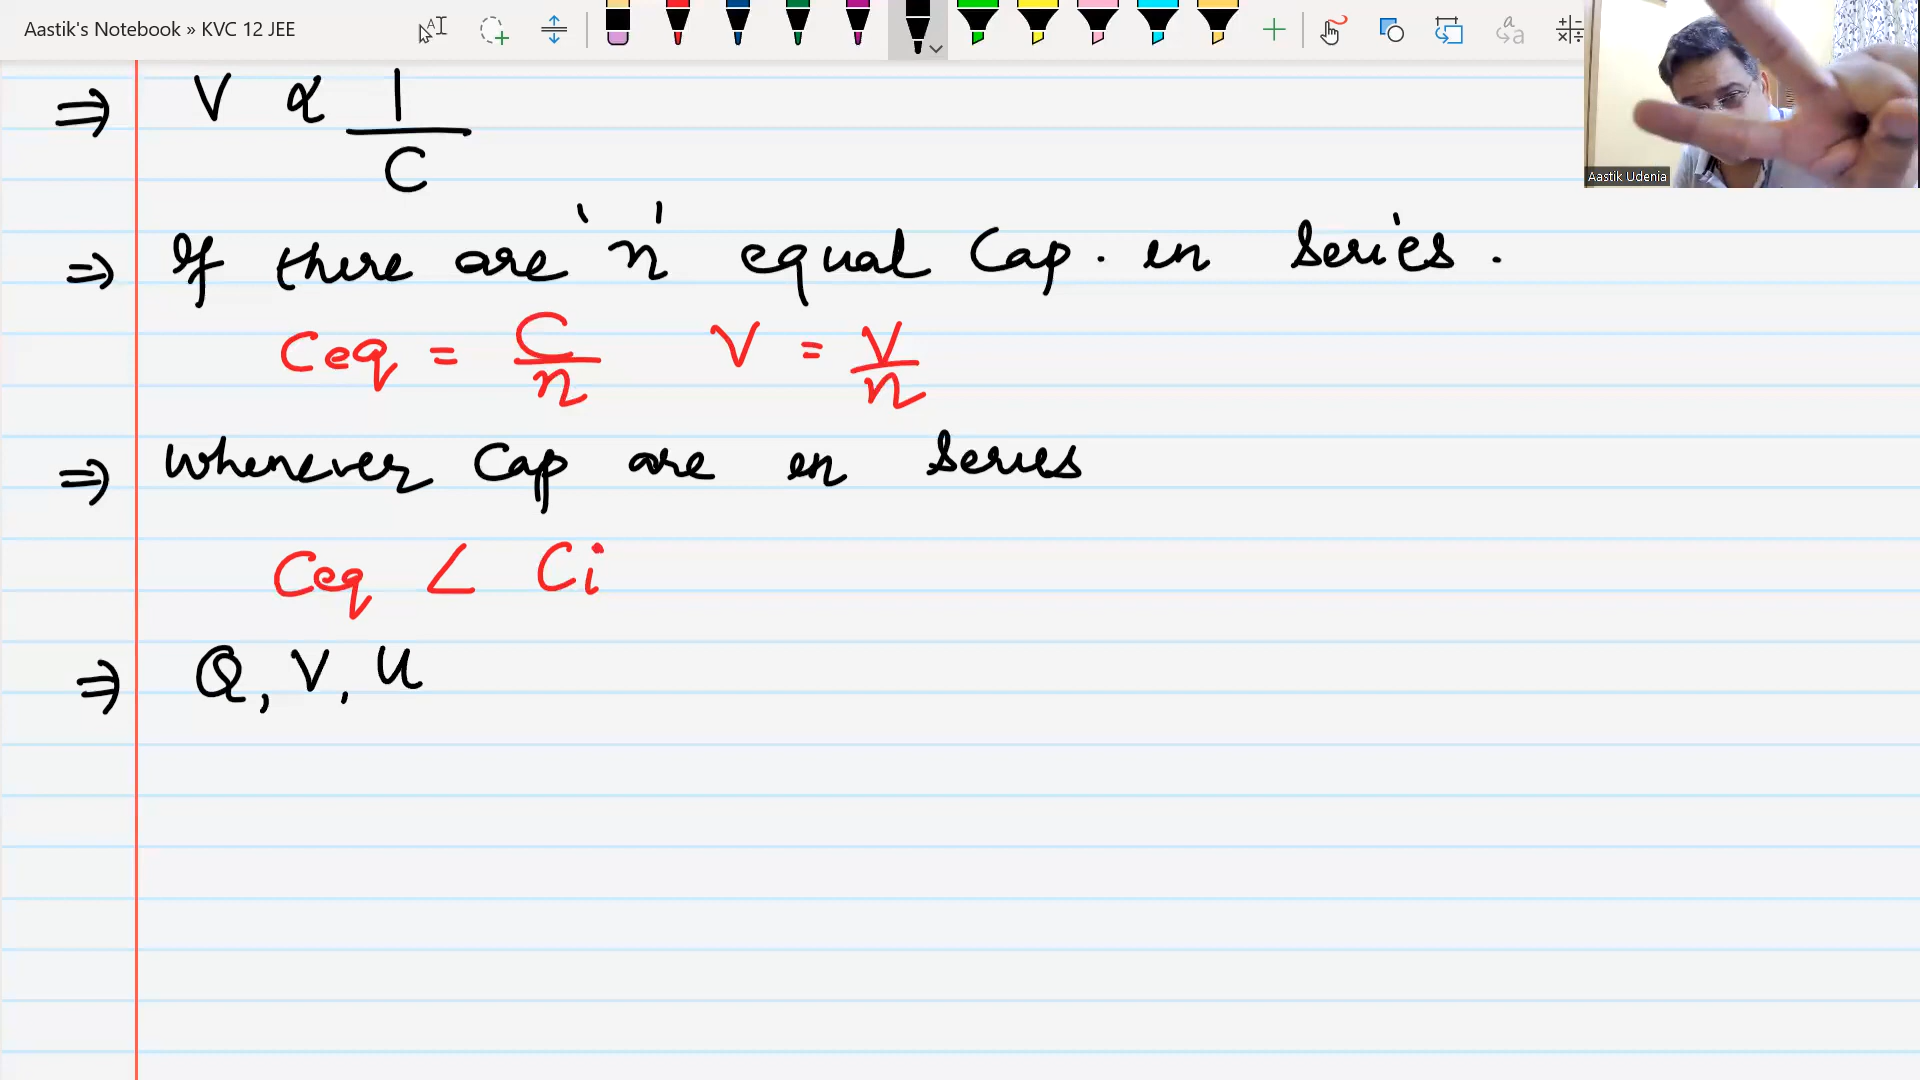 Aastik's Notebook » KVC 12 JEE
Aastik Udenia
⇒ V ∝ 1/C
⇒ If there are 'n' equal Cap. in Series.
Ceq = C/n V = V/n
⇒ Whenever Cap are in Series
Ceq < Ci
⇒ Q, V, U